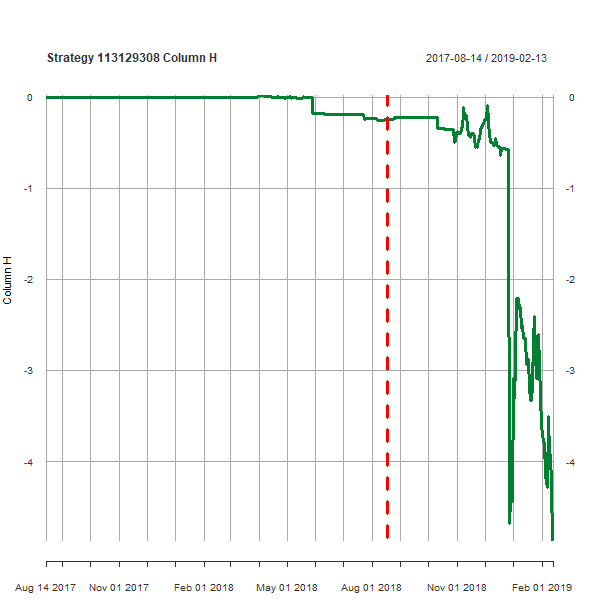 Strategy 113129308 Column H
2017-08-14 / 2019-02-13
0 0
-1 -1
-2 -2
-3 -3
-4 -4
Column H
Aug 14 2017 Nov 01 2017 Feb 01 2018 May 01 2018 Aug 01 2018 Nov 01 2018 Feb 01 2019